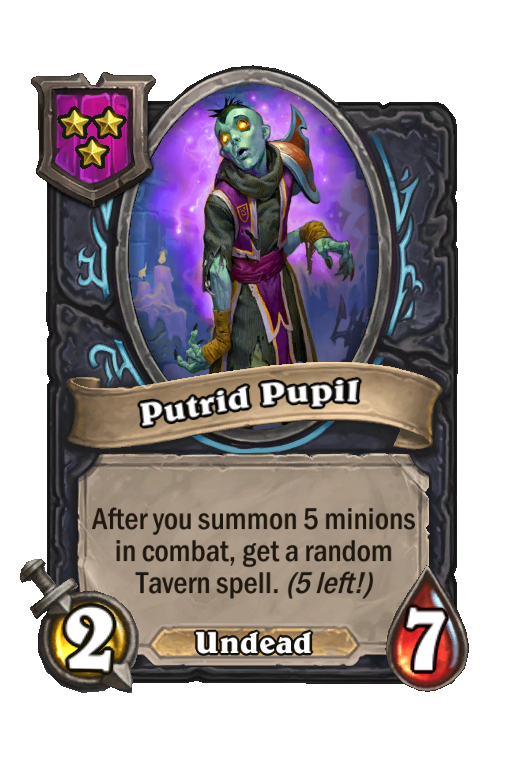 Putrid Pupil
After you summon 5 minions
in combat, get a random
Tavern spell. (5 left!)
2
Undead
7